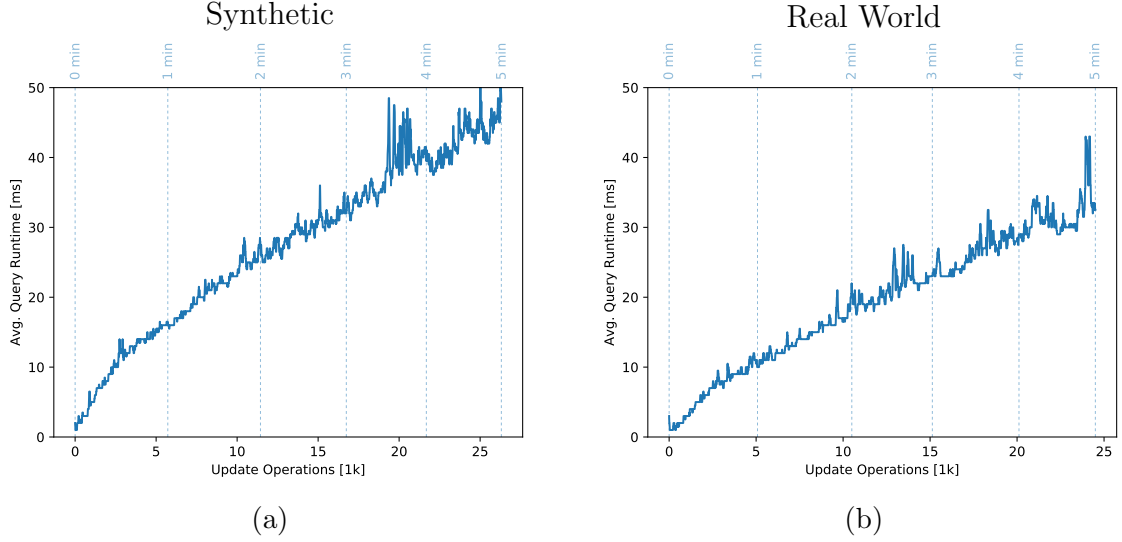 Synthetic
0 min
1 min
2 min
3 min
4 min
5 min
50
40
30
20
10
0
Avg. Query Runtime [ms]
0
5
10
15
20
25
Update Operations [1k]
(a)
Real World
0 min
1 min
2 min
3 min
4 min
5 min
50
40
30
20
10
0
Avg. Query Runtime [ms]
0
5
10
15
20
25
Update Operations [1k]
(b)